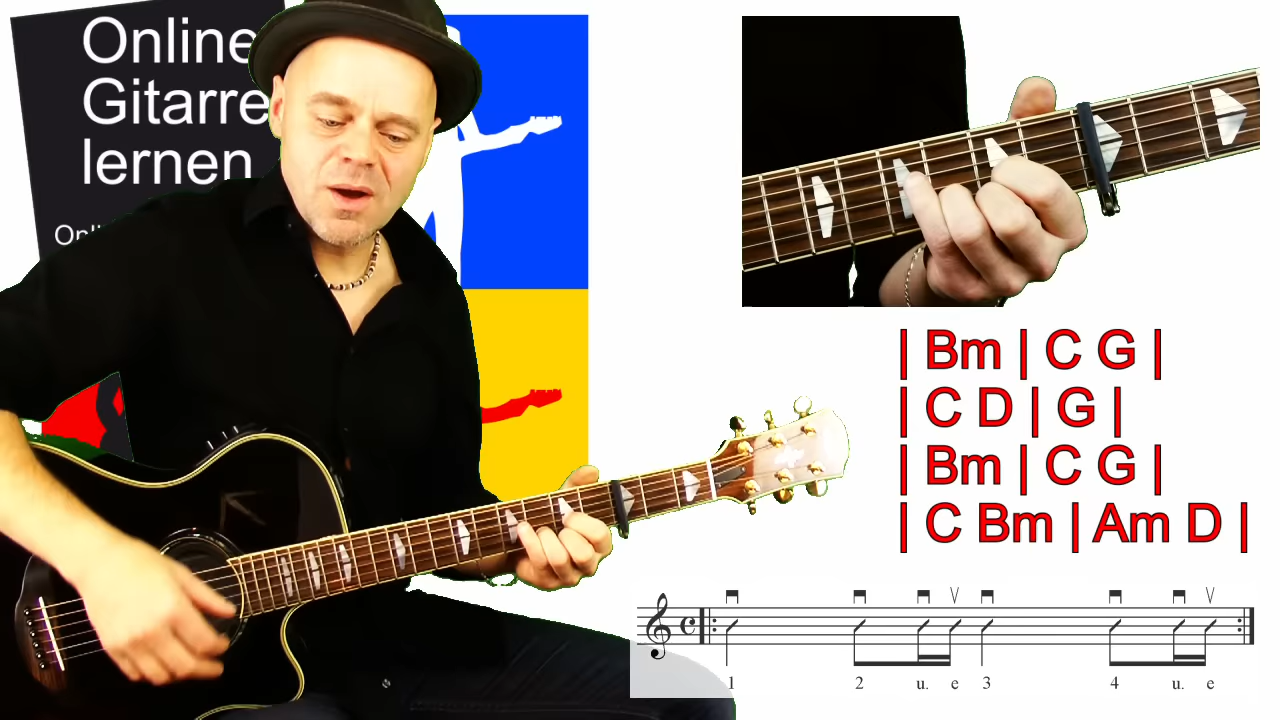 Online
Gitarre
lernen
| Bm | C G |
| C D | G |
| Bm | C G |
| C Bm | Am D |
1 2 u. e 3 4 u. e